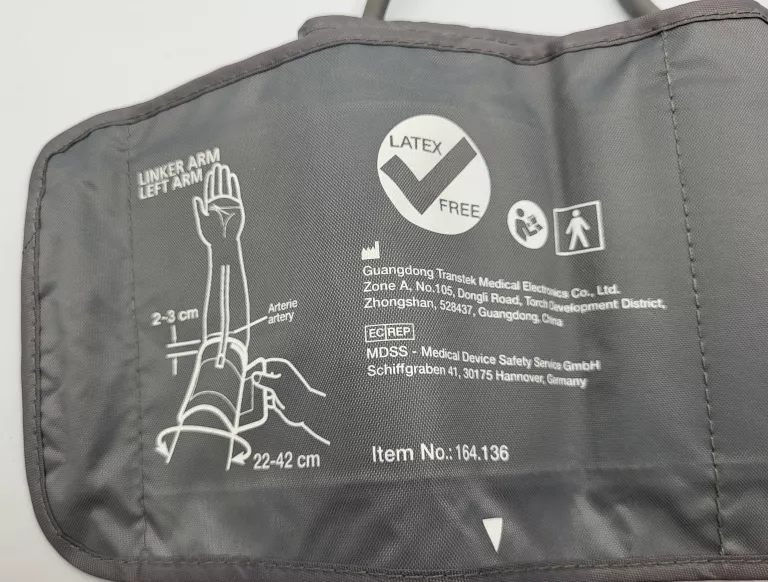 LINKER ARM
LEFT ARM
2-3 cm
Arterie
artery
22-42 cm
LATEX
FREE
Guangdong Transtek Medical Electronics Co., Ltd.
Zone A, No.105, Dongli Road, Torch Development District,
Zhongshan, 528437, Guangdong, China
EC REP
MDSS - Medical Device Safety Service GmbH
Schiffgraben 41, 30175 Hannover, Germany
Item No.: 164.136